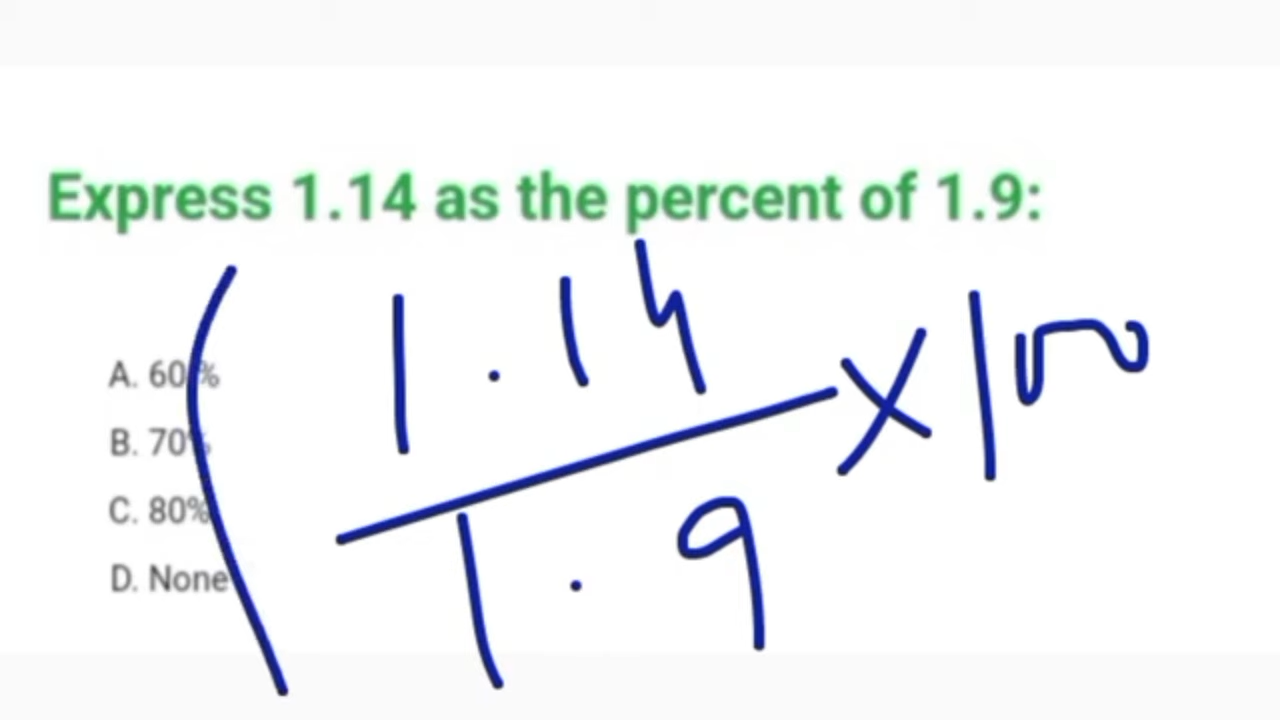 Express 1.14 as the percent of 1.9:
A. 60%
B. 70%
C. 80%
D. None
( 1.14
× 100
1.9